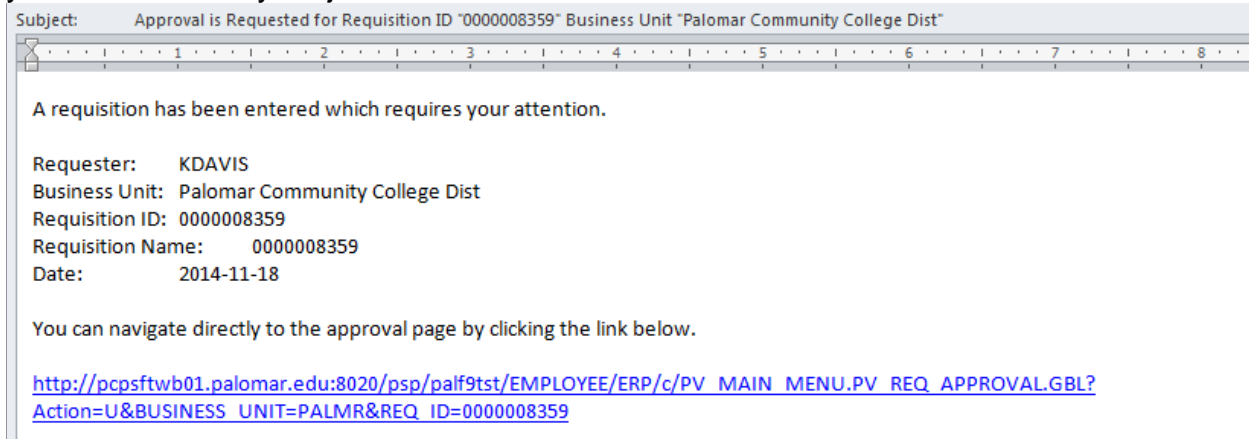 Subject: Approval is Requested for Requisition ID "0000008359" Business Unit "Palomar Community College Dist"
1 2 3 4 5 6 7 8
A requisition has been entered which requires your attention.
Requester: KDAVIS
Business Unit: Palomar Community College Dist
Requisition ID: 0000008359
Requisition Name: 0000008359
Date: 2014-11-18
You can navigate directly to the approval page by clicking the link below.
http://pcpsftwb01.palomar.edu:8020/psp/palf9tst/EMPLOYEE/ERP/c/PV_MAIN_MENU.PV_REQ_APPROVAL.GBL?
Action=U&BUSINESS_UNIT=PALMR&REQ_ID=0000008359